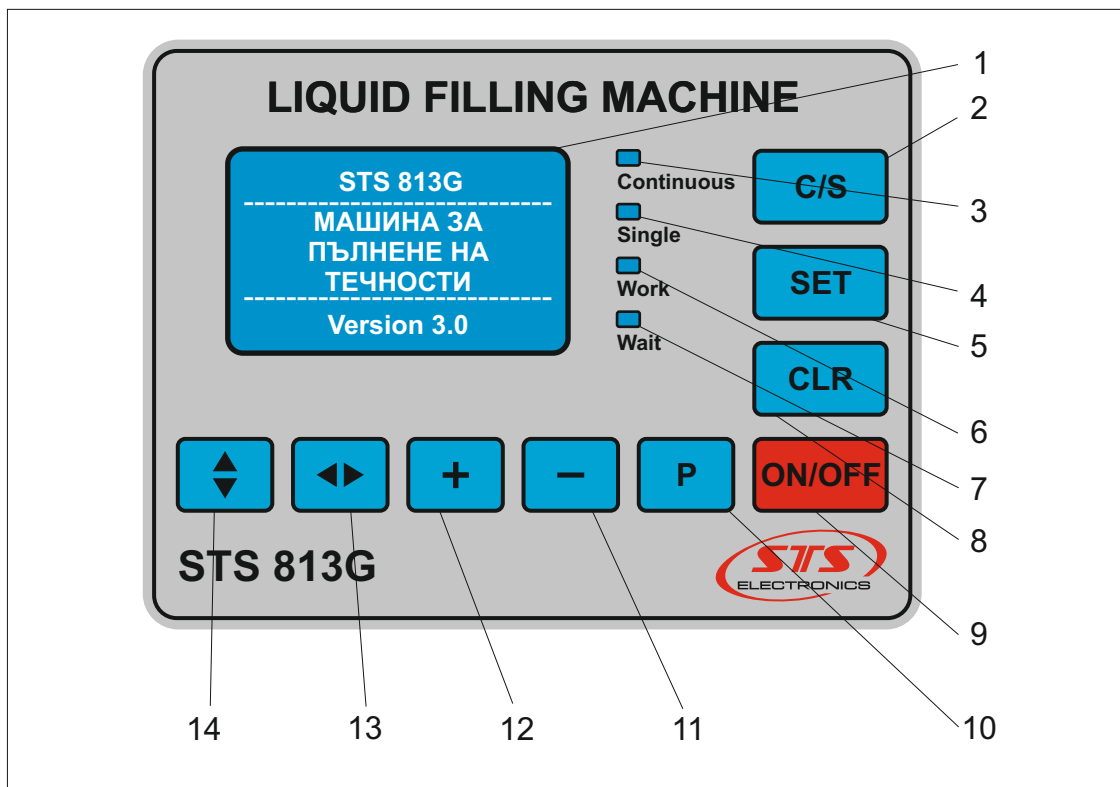 LIQUID FILLING MACHINE
STS 813G
МАШИНА ЗА
ПЪЛНЕНЕ НА
ТЕЧНОСТИ
Version 3.0
Continuous
Single
Work
Wait
C/S
SET
CLR
+
−
P
ON/OFF
STS 813G
STS
ELECTRONICS
1
2
3
4
5
6
7
8
9
10
11
12
13
14